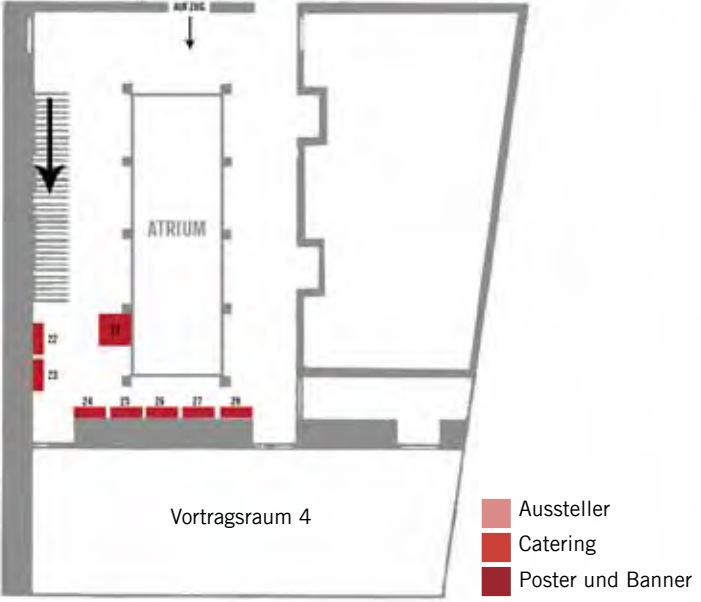 AUFZUG
ATRIUM
21
22
23
24
25
26
27
28
Vortragsraum 4
Aussteller
Catering
Poster und Banner